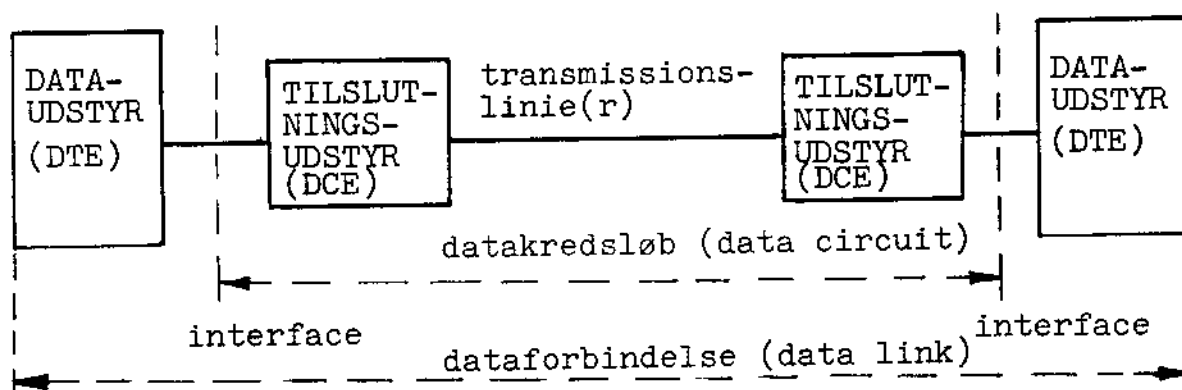 DATA-
UDSTYR
(DTE)
TILSLUT-
NINGS-
UDSTYR
(DCE)
transmissions-
linie(r)
TILSLUT-
NINGS-
UDSTYR
(DCE)
DATA-
UDSTYR
(DTE)
datakredsløb (data circuit)
interface
interface
dataforbindelse (data link)